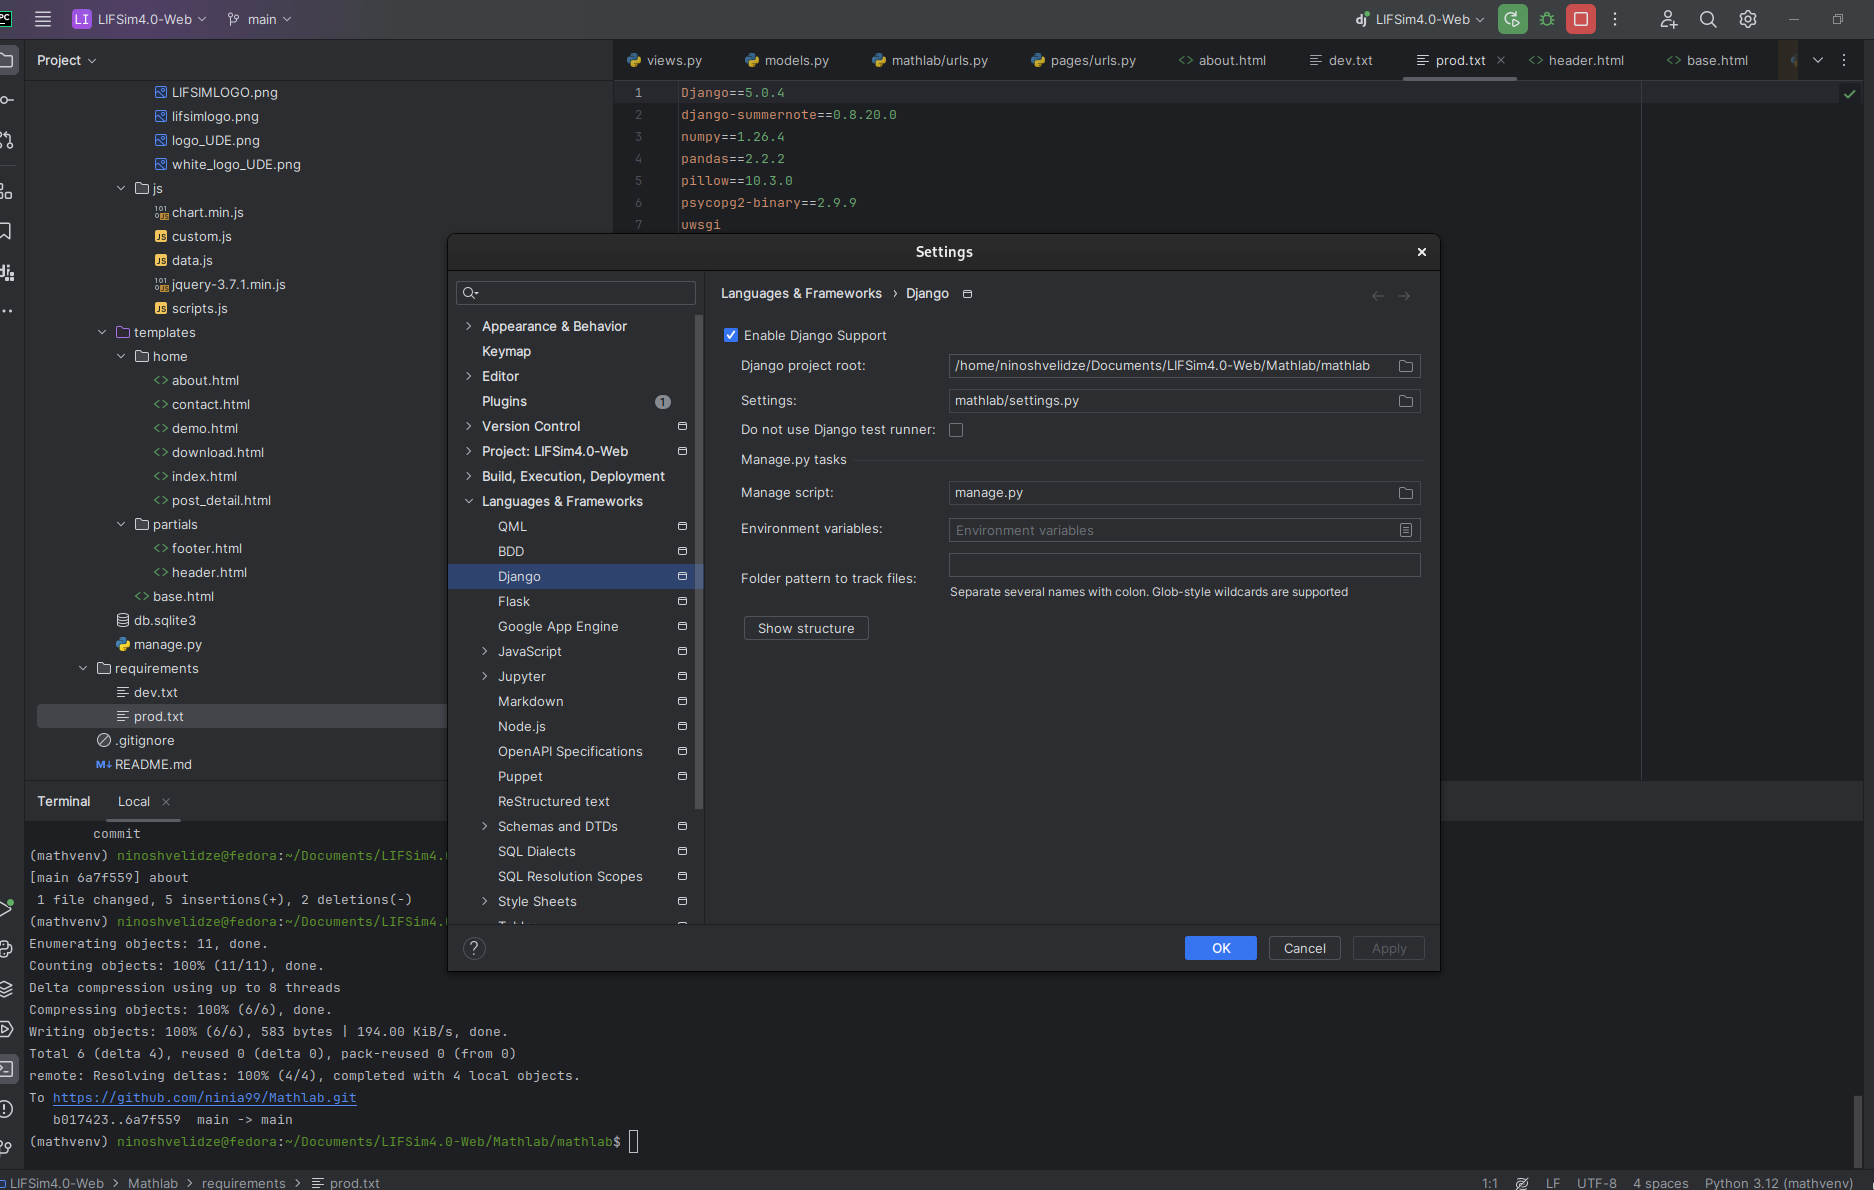 PC
LI LIFSim4.0-Web main
dj LIFSim4.0-Web
Project
views.py models.py mathlab/urls.py pages/urls.py about.html dev.txt prod.txt header.html base.html
LIFSIMLOGO.png
lifsimlogo.png
logo_UDE.png
white_logo_UDE.png
js
chart.min.js
custom.js
data.js
jquery-3.7.1.min.js
scripts.js
templates
home
about.html
contact.html
demo.html
download.html
index.html
post_detail.html
partials
footer.html
header.html
base.html
db.sqlite3
manage.py
requirements
dev.txt
prod.txt
.gitignore
README.md
1 Django==5.0.4
2 django-summernote==0.8.20.0
3 numpy==1.26.4
4 pandas==2.2.2
5 pillow==10.3.0
6 psycopg2-binary==2.9.9
7 uwsgi
Settings
Appearance & Behavior
Keymap
Editor
Plugins 1
Version Control
Project: LIFSim4.0-Web
Build, Execution, Deployment
Languages & Frameworks
QML
BDD
Django
Flask
Google App Engine
JavaScript
Jupyter
Markdown
Node.js
OpenAPI Specifications
Puppet
ReStructured text
Schemas and DTDs
SQL Dialects
SQL Resolution Scopes
Style Sheets
Languages & Frameworks › Django
Enable Django Support
Django project root: /home/ninoshvelidze/Documents/LIFSim4.0-Web/Mathlab/mathlab
Settings: mathlab/settings.py
Do not use Django test runner:
Manage.py tasks
Manage script: manage.py
Environment variables: Environment variables
Folder pattern to track files:
Separate several names with colon. Glob-style wildcards are supported
Show structure
? OK Cancel Apply
Terminal Local
commit
(mathvenv) ninoshvelidze@fedora:~/Documents/LIFSim4.
[main 6a7f559] about
1 file changed, 5 insertions(+), 2 deletions(-)
(mathvenv) ninoshvelidze@fedora:~/Documents/LIFSim4.
Enumerating objects: 11, done.
Counting objects: 100% (11/11), done.
Delta compression using up to 8 threads
Compressing objects: 100% (6/6), done.
Writing objects: 100% (6/6), 583 bytes | 194.00 KiB/s, done.
Total 6 (delta 4), reused 0 (delta 0), pack-reused 0 (from 0)
remote: Resolving deltas: 100% (4/4), completed with 4 local objects.
To https://github.com/ninia99/Mathlab.git
b017423..6a7f559 main -> main
(mathvenv) ninoshvelidze@fedora:~/Documents/LIFSim4.0-Web/Mathlab/mathlab$
LIFSim4.0-Web > Mathlab > requirements > prod.txt
1:1 LF UTF-8 4 spaces Python 3.12 (mathvenv)